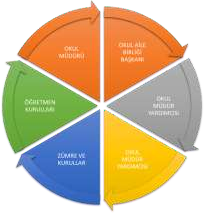 OKUL
MÜDÜRÜ
OKUL AİLE
BİRLİĞİ
BAŞKANI
OKUL
MÜDÜR
YARDIMCISI
OKUL
MÜDÜR
YARDIMCISI
ZÜMRE VE
KURULLAR
ÖĞRETMEN
KURULLARI